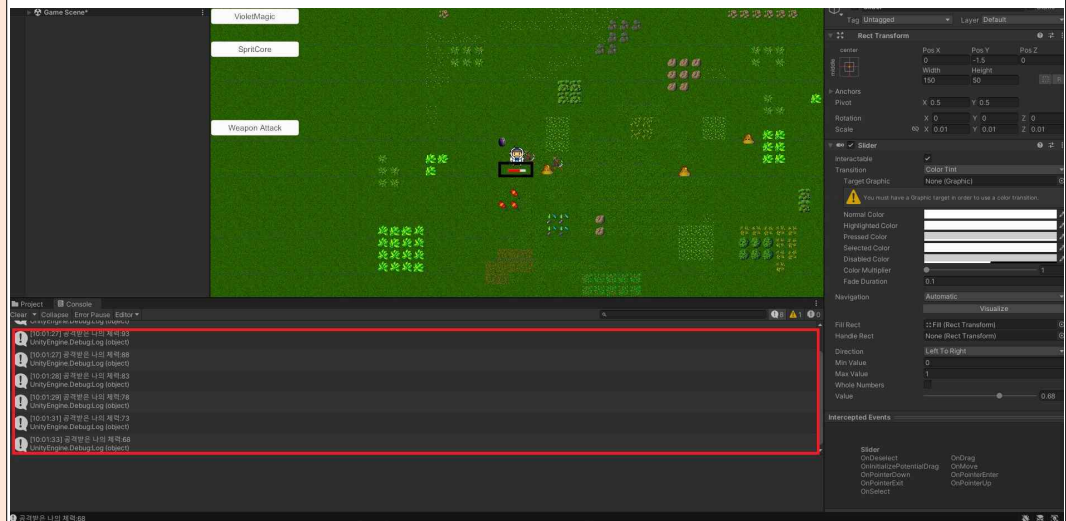 Game Scene*
VioletMagic
SpritCore
Weapon Attack
Tag Untagged Layer Default
Rect Transform
center Pos X Pos Y Pos Z
middle 0 -1.5 0
Width Height
150 50
Anchors
Pivot X 0.5 Y 0.5
Rotation X 0 Y 0 Z 0
Scale X 0.01 Y 0.01 Z 0.01
Slider
Interactable
Transition Color Tint
Target Graphic None (Graphic)
You must have a Graphic target in order to use a color transition.
Normal Color
Highlighted Color
Pressed Color
Selected Color
Disabled Color
Color Multiplier 1
Fade Duration 0.1
Navigation Automatic
Visualize
Fill Rect Fill (Rect Transform)
Handle Rect None (Rect Transform)
Direction Left To Right
Min Value 0
Max Value 1
Whole Numbers
Value 0.68
Intercepted Events
Slider
OnDeselect OnDrag
OnInitializePotentialDrag OnMove
OnPointerDown OnPointerEnter
OnPointerExit OnPointerUp
OnSelect
Project Console
Clear Collapse Error Pause Editor
8 1 0
UnityEngine.Debug:Log (object)
[10:01:27] 공격받은 나의 체력:93
UnityEngine.Debug:Log (object)
[10:01:27] 공격받은 나의 체력:88
UnityEngine.Debug:Log (object)
[10:01:28] 공격받은 나의 체력:83
UnityEngine.Debug:Log (object)
[10:01:29] 공격받은 나의 체력:78
UnityEngine.Debug:Log (object)
[10:01:31] 공격받은 나의 체력:73
UnityEngine.Debug:Log (object)
[10:01:33] 공격받은 나의 체력:68
UnityEngine.Debug:Log (object)
공격받은 나의 체력:68